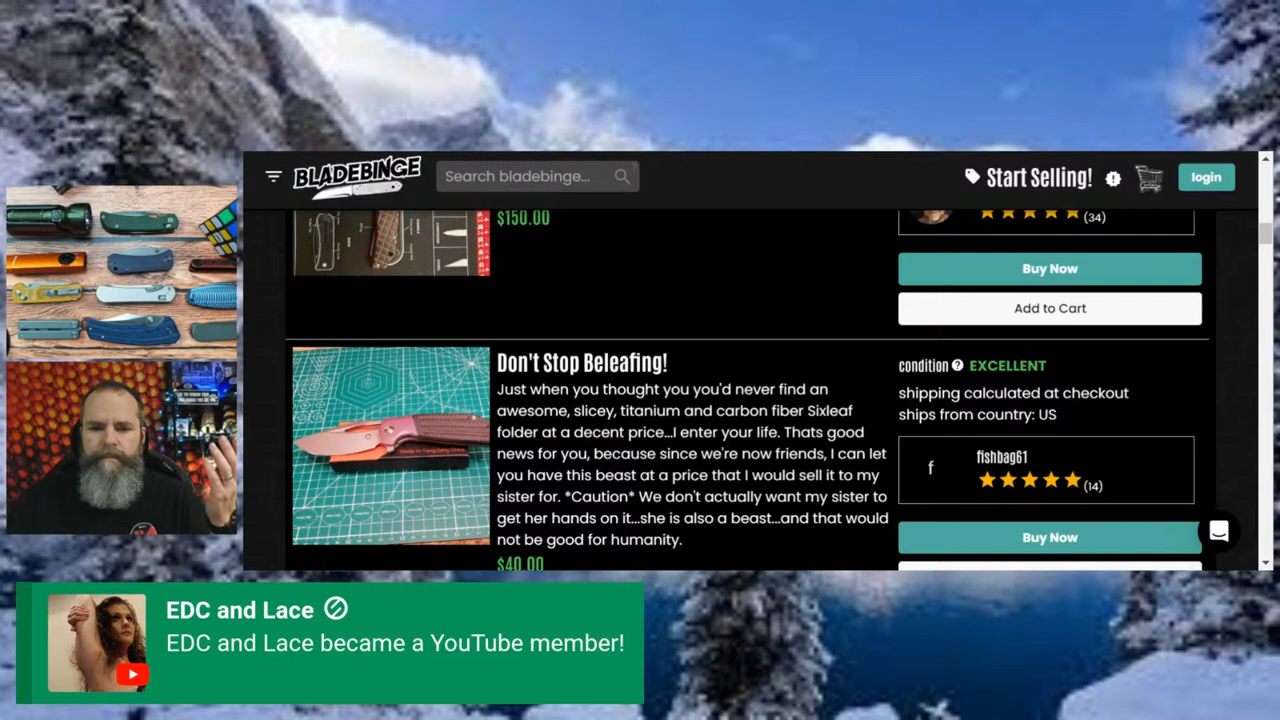 BLADEBINGE
Search bladebinge...
Start Selling!
login
$150.00
(34)
Buy Now
Add to Cart
Don't Stop Beleafing!
Just when you thought you you'd never find an
awesome, slicey, titanium and carbon fiber Sixleaf
folder at a decent price...I enter your life. Thats good
news for you, because since we're now friends, I can let
you have this beast at a price that I would sell it to my
sister for. *Caution* We don't actually want my sister to
get her hands on it...she is also a beast...and that would
not be good for humanity.
$40.00
condition ? EXCELLENT
shipping calculated at checkout
ships from country: US
f
fishbag61
(14)
Buy Now
EDC and Lace
EDC and Lace became a YouTube member!